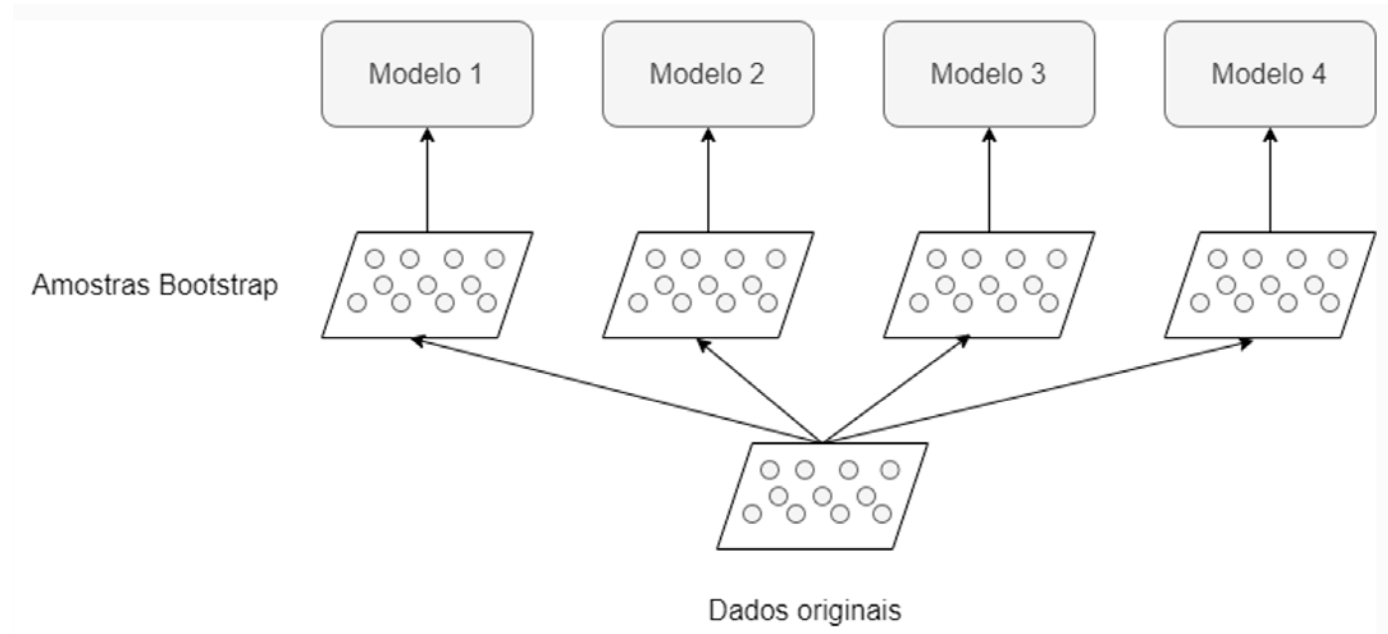 Modelo 1
Modelo 2
Modelo 3
Modelo 4
Amostras Bootstrap
Dados originais